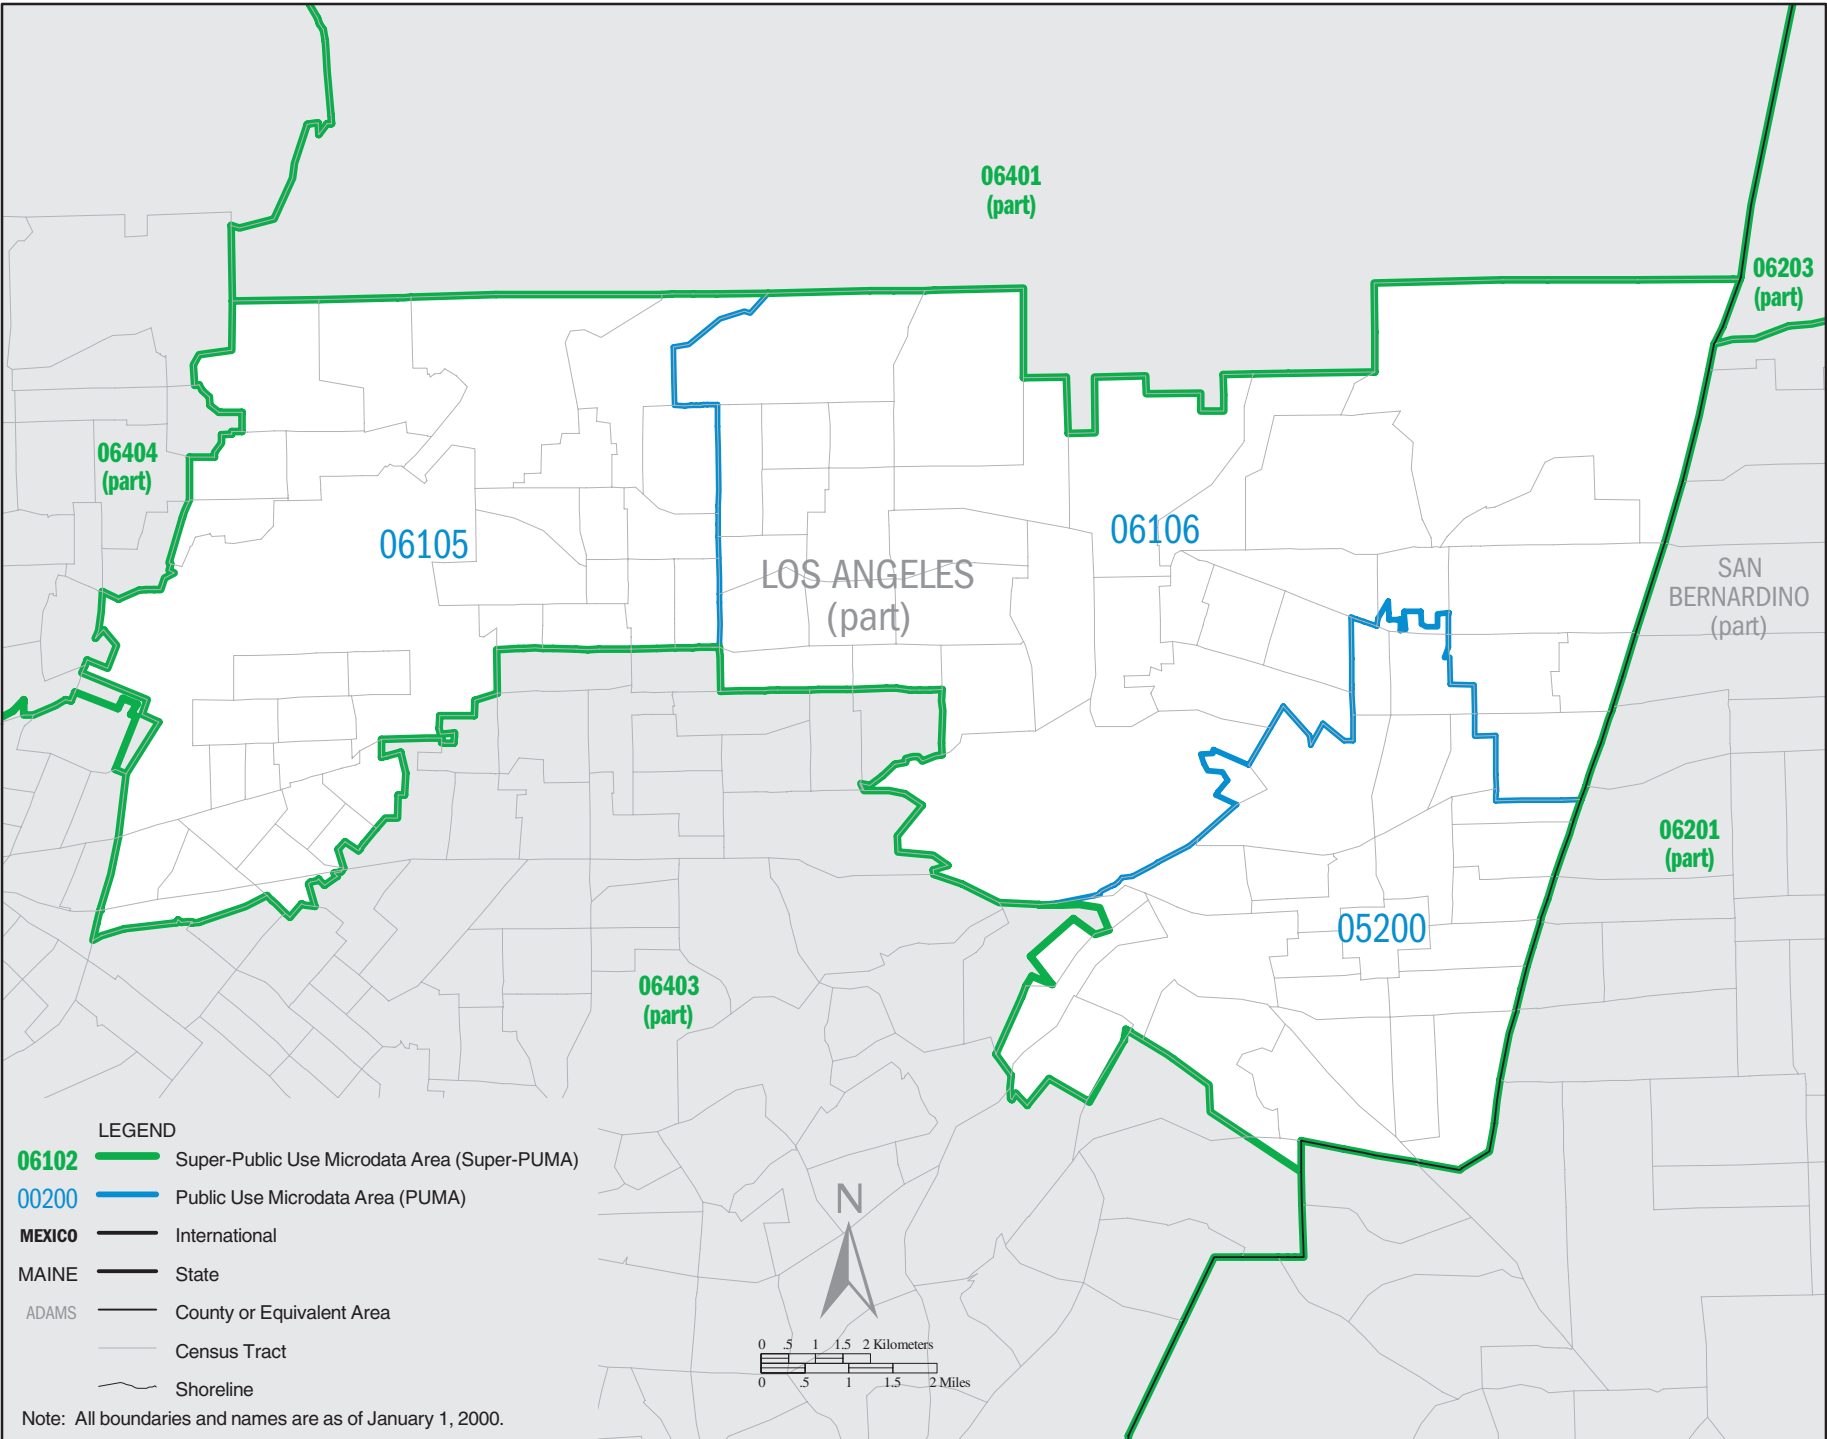 06401
(part)
06203
(part)
06404
(part)
06105
06106
LOS ANGELES
(part)
SAN
BERNARDINO
(part)
06201
(part)
05200
06403
(part)
LEGEND
06102 Super-Public Use Microdata Area (Super-PUMA)
00200 Public Use Microdata Area (PUMA)
MEXICO International
MAINE State
ADAMS County or Equivalent Area
Census Tract
Shoreline
Note: All boundaries and names are as of January 1, 2000.
N
0 .5 1 1.5 2 Kilometers
0 .5 1 1.5 2 Miles